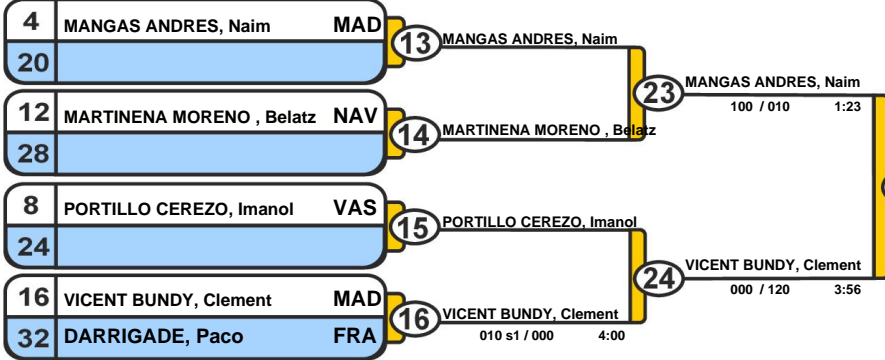 4 MANGAS ANDRES, Naim MAD
20
13 MANGAS ANDRES, Naim
23 MANGAS ANDRES, Naim
100 / 010 1:23
12 MARTINENA MORENO , Belatz NAV
28
14 MARTINENA MORENO , Belatz
8 PORTILLO CEREZO, Imanol VAS
24
15 PORTILLO CEREZO, Imanol
24 VICENT BUNDY, Clement
000 / 120 3:56
16 VICENT BUNDY, Clement MAD
32 DARRIGADE, Paco FRA
16 VICENT BUNDY, Clement
010 s1 / 000 4:00